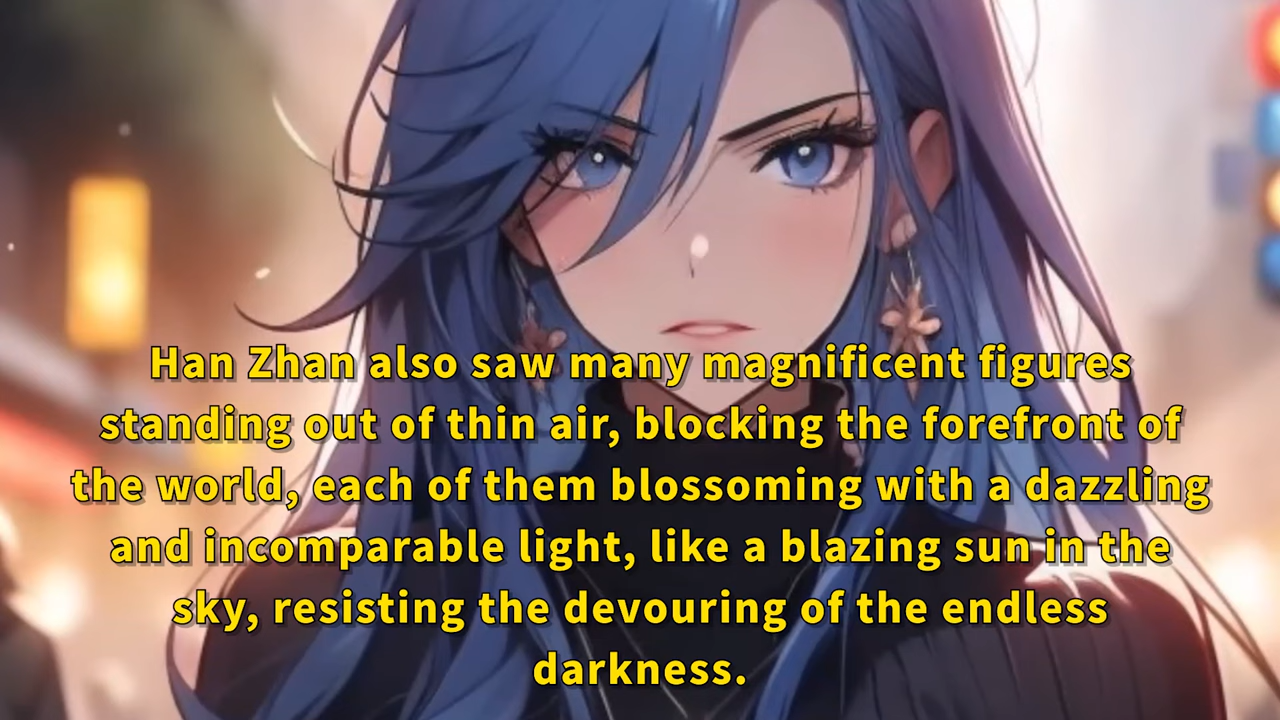 Han Zhan also saw many magnificent figures
standing out of thin air, blocking the forefront of
the world, each of them blossoming with a dazzling
and incomparable light, like a blazing sun in the
sky, resisting the devouring of the endless
darkness.